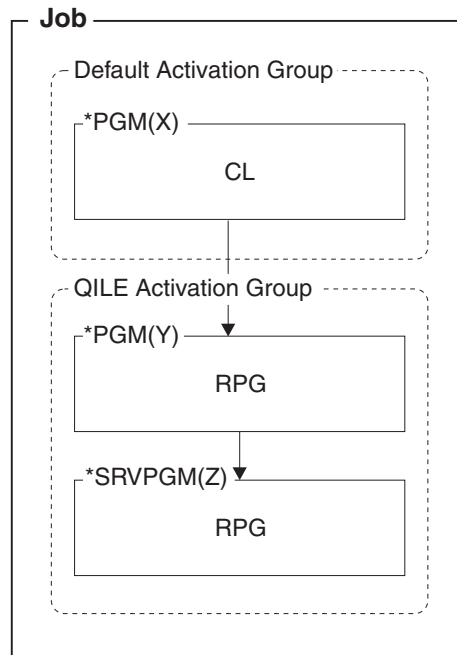 Job
Default Activation Group
*PGM(X)
CL
QILE Activation Group
*PGM(Y)
RPG
*SRVPGM(Z)
RPG